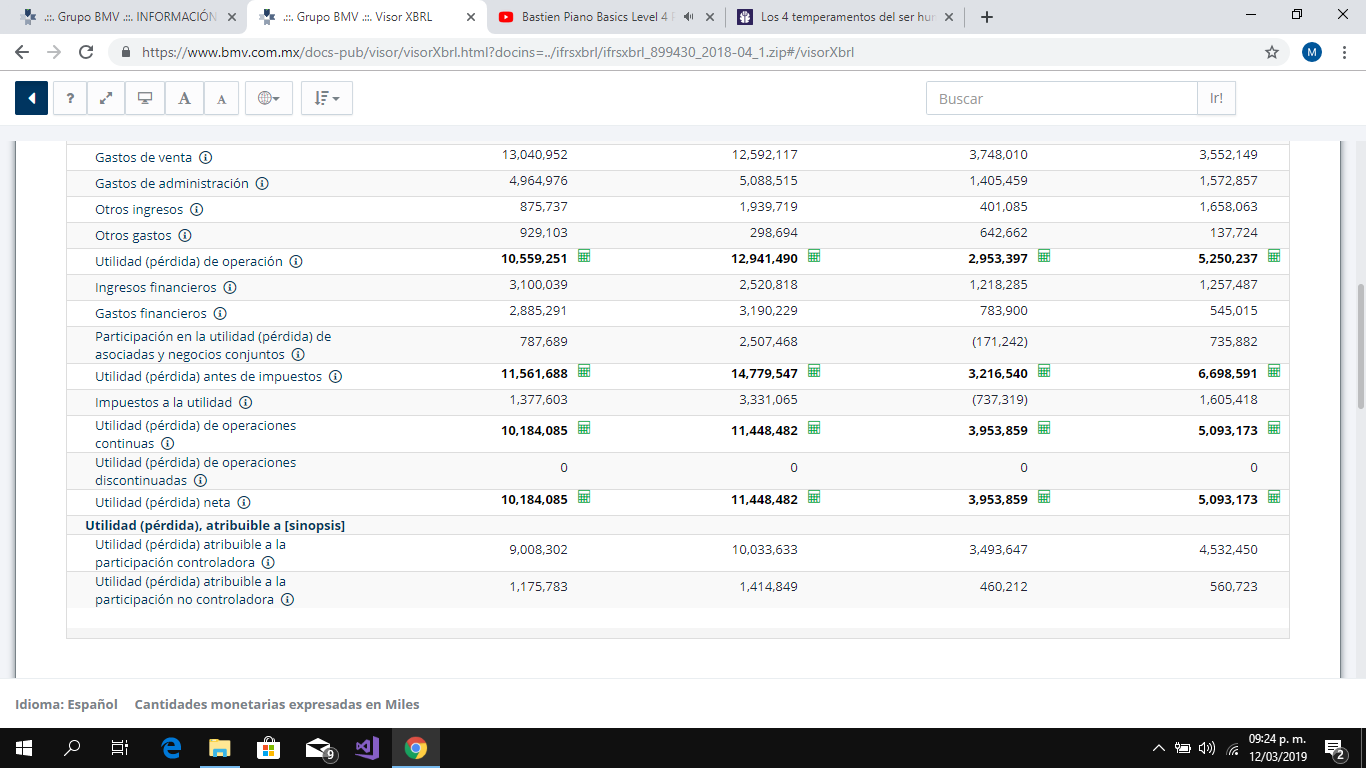 .::. Grupo BMV .::. INFORMACIÓN
.::. Grupo BMV .::. Visor XBRL
Bastien Piano Basics Level 4
Los 4 temperamentos del ser hu
https://www.bmv.com.mx/docs-pub/visor/visorXbrl.html?docins=../ifrsxbrl/ifrsxbrl_899430_2018-04_1.zip#/visorXbrl
M
? A A Buscar Ir!
Gastos de venta 13,040,952 12,592,117 3,748,010 3,552,149
Gastos de administración 4,964,976 5,088,515 1,405,459 1,572,857
Otros ingresos 875,737 1,939,719 401,085 1,658,063
Otros gastos 929,103 298,694 642,662 137,724
Utilidad (pérdida) de operación 10,559,251 12,941,490 2,953,397 5,250,237
Ingresos financieros 3,100,039 2,520,818 1,218,285 1,257,487
Gastos financieros 2,885,291 3,190,229 783,900 545,015
Participación en la utilidad (pérdida) de
asociadas y negocios conjuntos 787,689 2,507,468 (171,242) 735,882
Utilidad (pérdida) antes de impuestos 11,561,688 14,779,547 3,216,540 6,698,591
Impuestos a la utilidad 1,377,603 3,331,065 (737,319) 1,605,418
Utilidad (pérdida) de operaciones
continuas 10,184,085 11,448,482 3,953,859 5,093,173
Utilidad (pérdida) de operaciones
discontinuadas 0 0 0 0
Utilidad (pérdida) neta 10,184,085 11,448,482 3,953,859 5,093,173
Utilidad (pérdida), atribuible a [sinopsis]
Utilidad (pérdida) atribuible a la
participación controladora 9,008,302 10,033,633 3,493,647 4,532,450
Utilidad (pérdida) atribuible a la
participación no controladora 1,175,783 1,414,849 460,212 560,723
Idioma: Español Cantidades monetarias expresadas en Miles
9
09:24 p. m.
12/03/2019
2